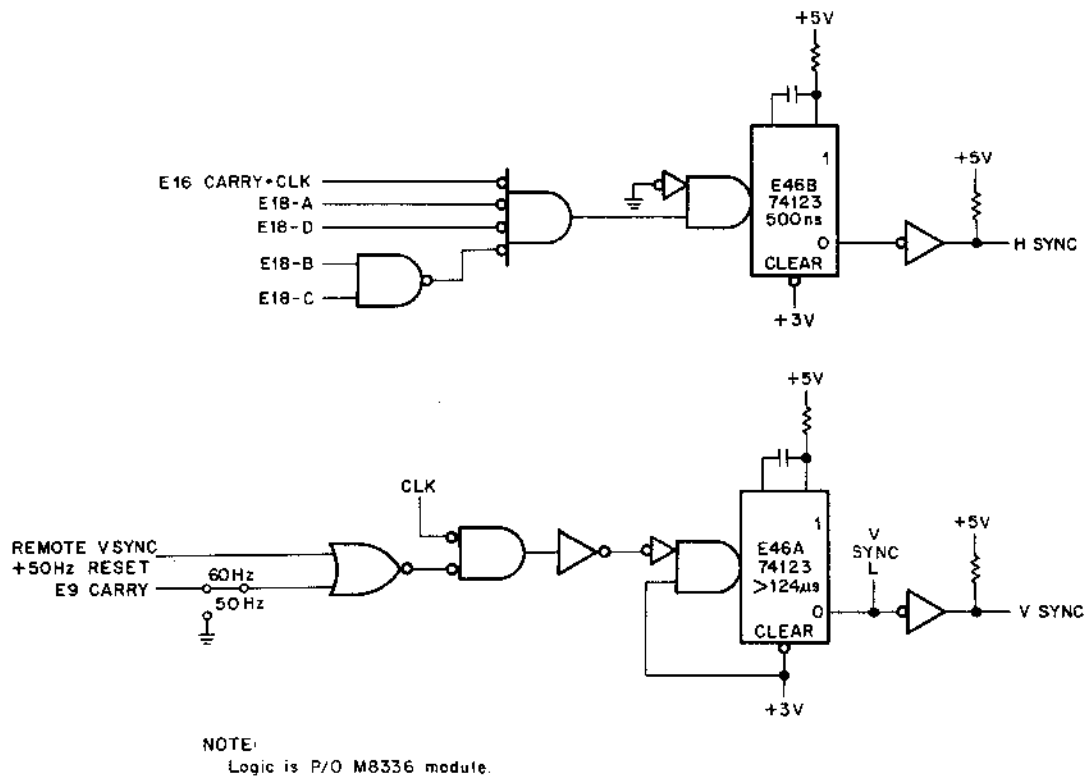 +5V
1
E16 CARRY•CLK
E18-A
E18-D
E18-B
E18-C
E46B
74123
500ns
0
CLEAR
+3V
+5V
H SYNC
+5V
CLK
REMOTE VSYNC
+50Hz RESET
E9 CARRY
60Hz
50Hz
1
E46A
74123
>124µs
0
CLEAR
+3V
V
SYNC
L
+5V
V SYNC
NOTE:
Logic is P/O M8336 module.